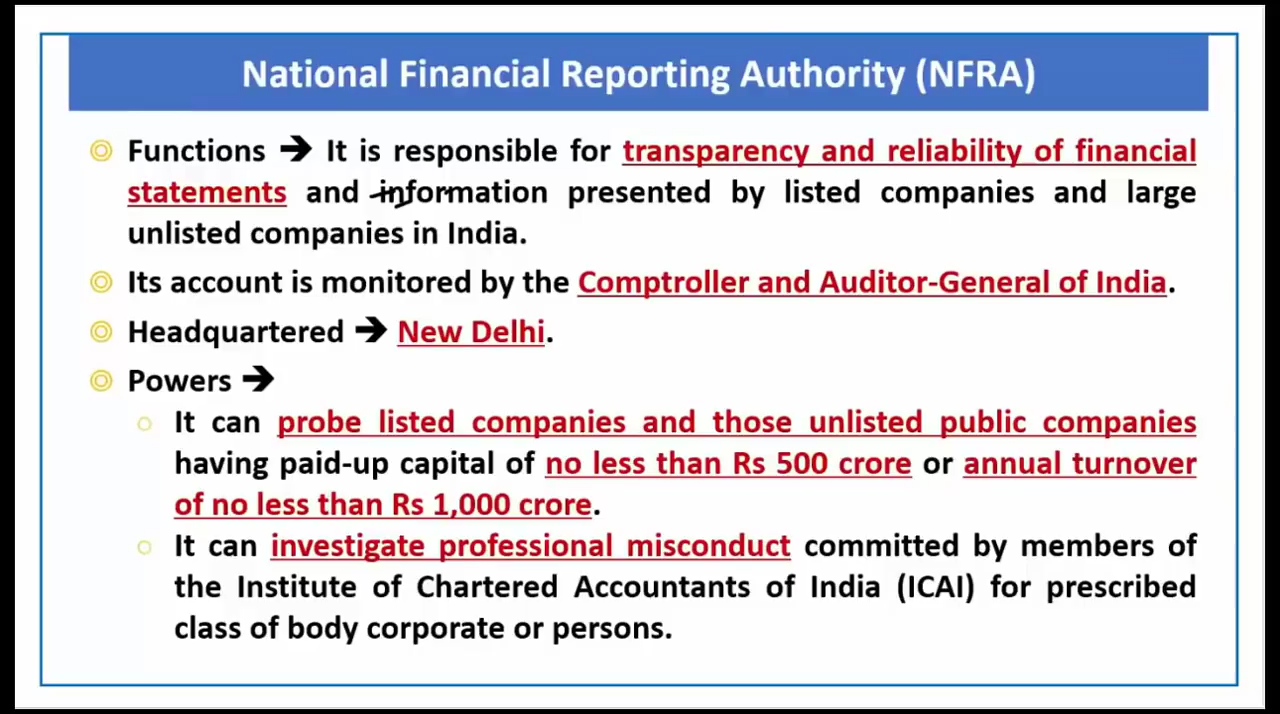 National Financial Reporting Authority (NFRA)
Functions → It is responsible for transparency and reliability of financial
statements and information presented by listed companies and large
unlisted companies in India.
Its account is monitored by the Comptroller and Auditor-General of India.
Headquartered → New Delhi.
Powers →
It can probe listed companies and those unlisted public companies
having paid-up capital of no less than Rs 500 crore or annual turnover
of no less than Rs 1,000 crore.
It can investigate professional misconduct committed by members of
the Institute of Chartered Accountants of India (ICAI) for prescribed
class of body corporate or persons.